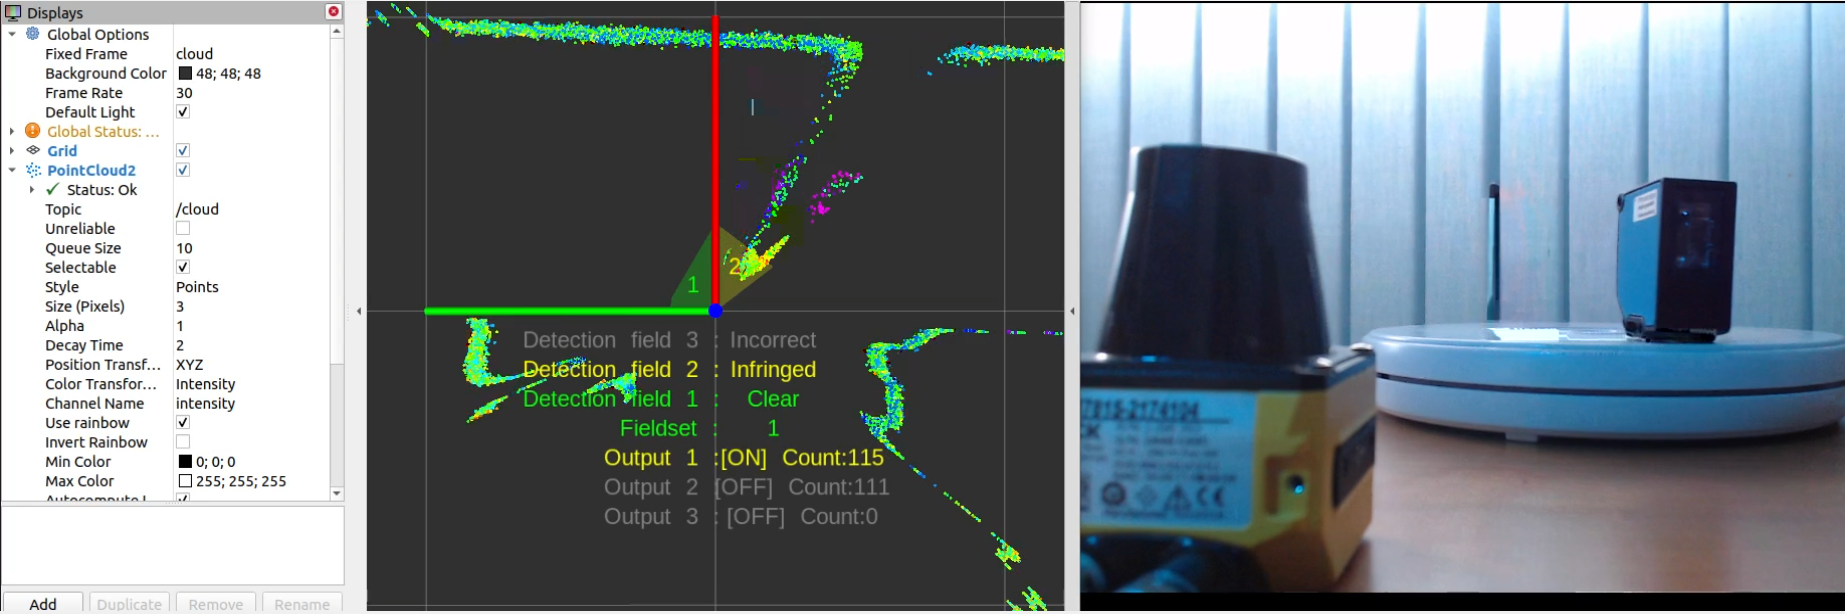 Displays
Global Options
Fixed Frame cloud
Background Color 48; 48; 48
Frame Rate 30
Default Light
Global Status: ...
Grid
PointCloud2
Status: Ok
Topic /cloud
Unreliable
Queue Size 10
Selectable
Style Points
Size (Pixels) 3
Alpha 1
Decay Time 2
Position Transf... XYZ
Color Transfor... Intensity
Channel Name intensity
Use rainbow
Invert Rainbow
Min Color 0; 0; 0
Max Color 255; 255; 255
Add Duplicate Remove Rename
1
2
Detection field 3 : Incorrect
Detection field 2 : Infringed
Detection field 1 : Clear
Fieldset : 1
Output 1 :[ON] Count:115
Output 2 [OFF] Count:111
Output 3 : [OFF] Count:0